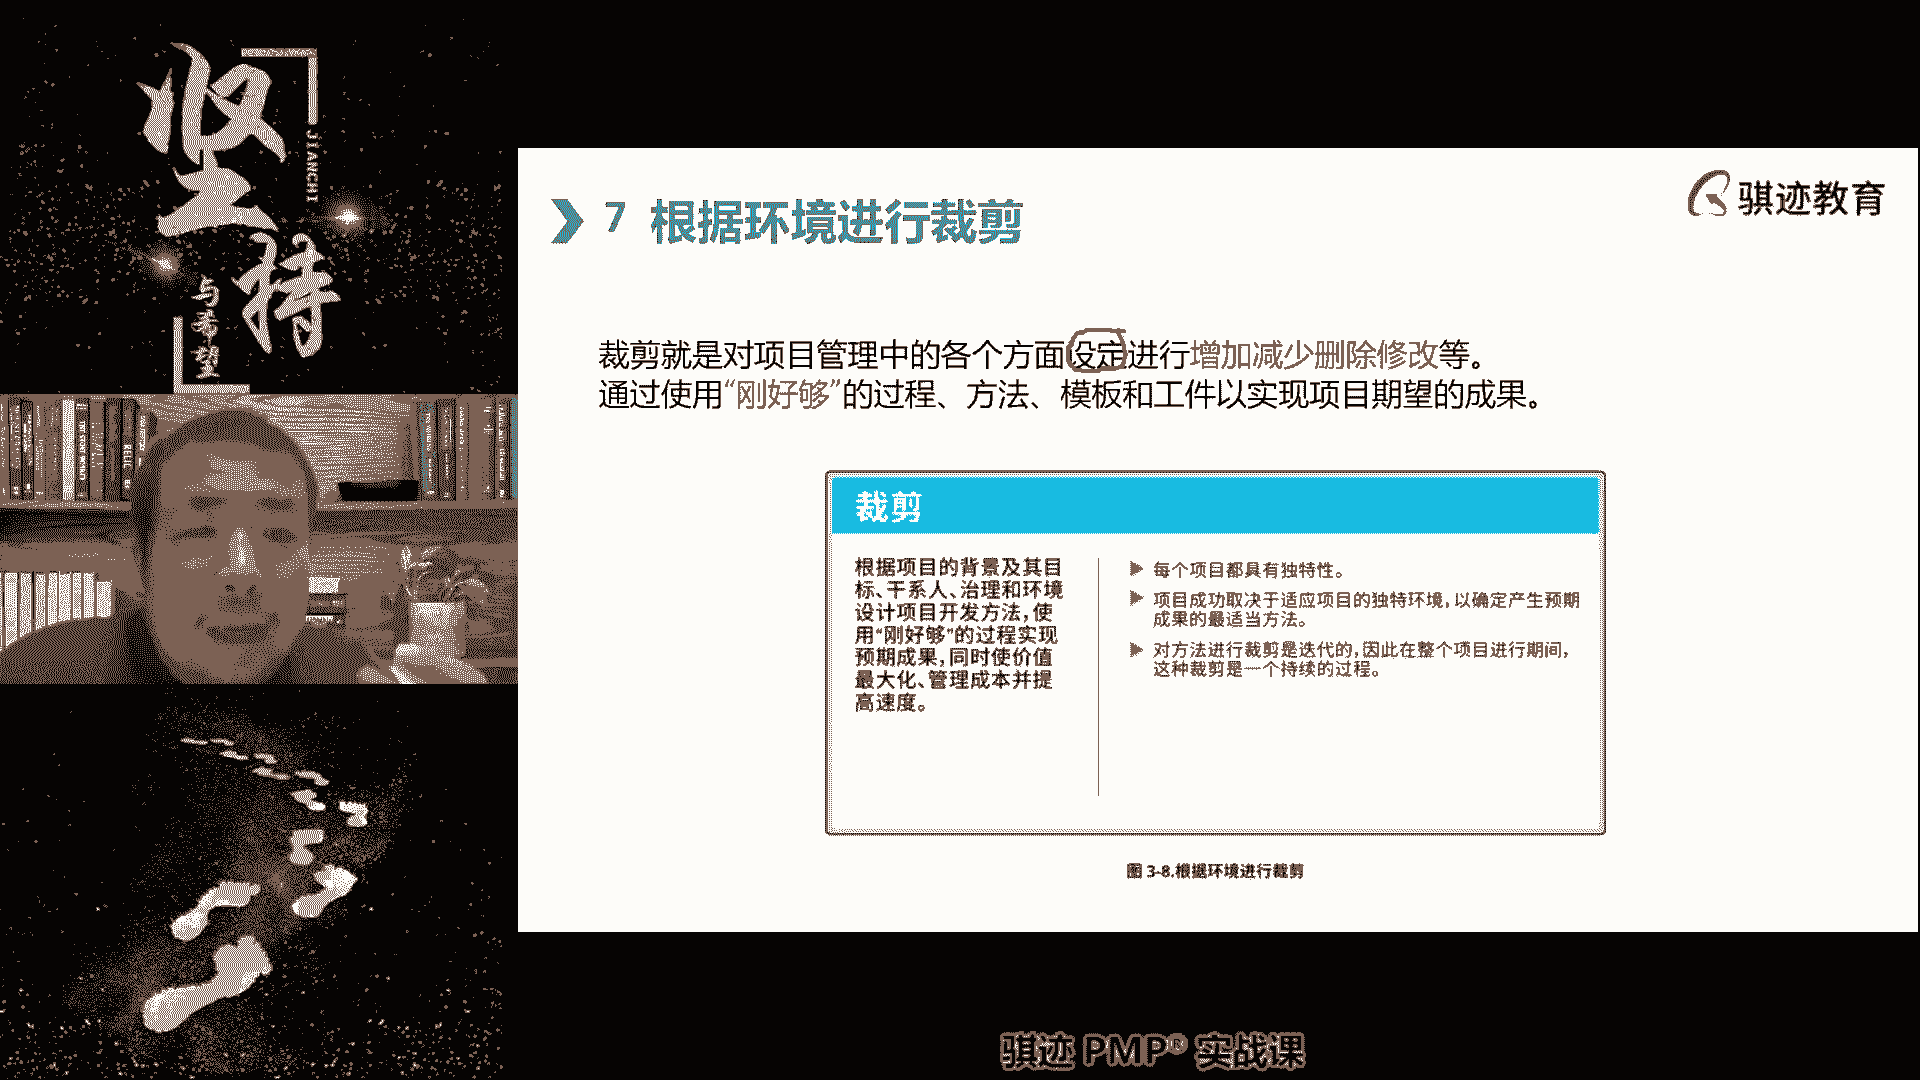 坚持
JIANCHI
与希望
骐迹教育
7 根据环境进行裁剪
裁剪就是对项目管理中的各个方面设定进行增加减少删除修改等。
通过使用“刚好够”的过程、方法、模板和工件以实现项目期望的成果。
裁剪
根据项目的背景及其目
标、干系人、治理和环境
设计项目开发方法,使
用“刚好够”的过程实现
预期成果,同时使价值
最大化、管理成本并提
高速度。
▶ 每个项目都具有独特性。
▶ 项目成功取决于适应项目的独特环境,以确定产生预期
成果的最适当方法。
▶ 对方法进行裁剪是迭代的,因此在整个项目进行期间,
这种裁剪是一个持续的过程。
图 3-8.根据环境进行裁剪
骐迹 PMP® 实战课